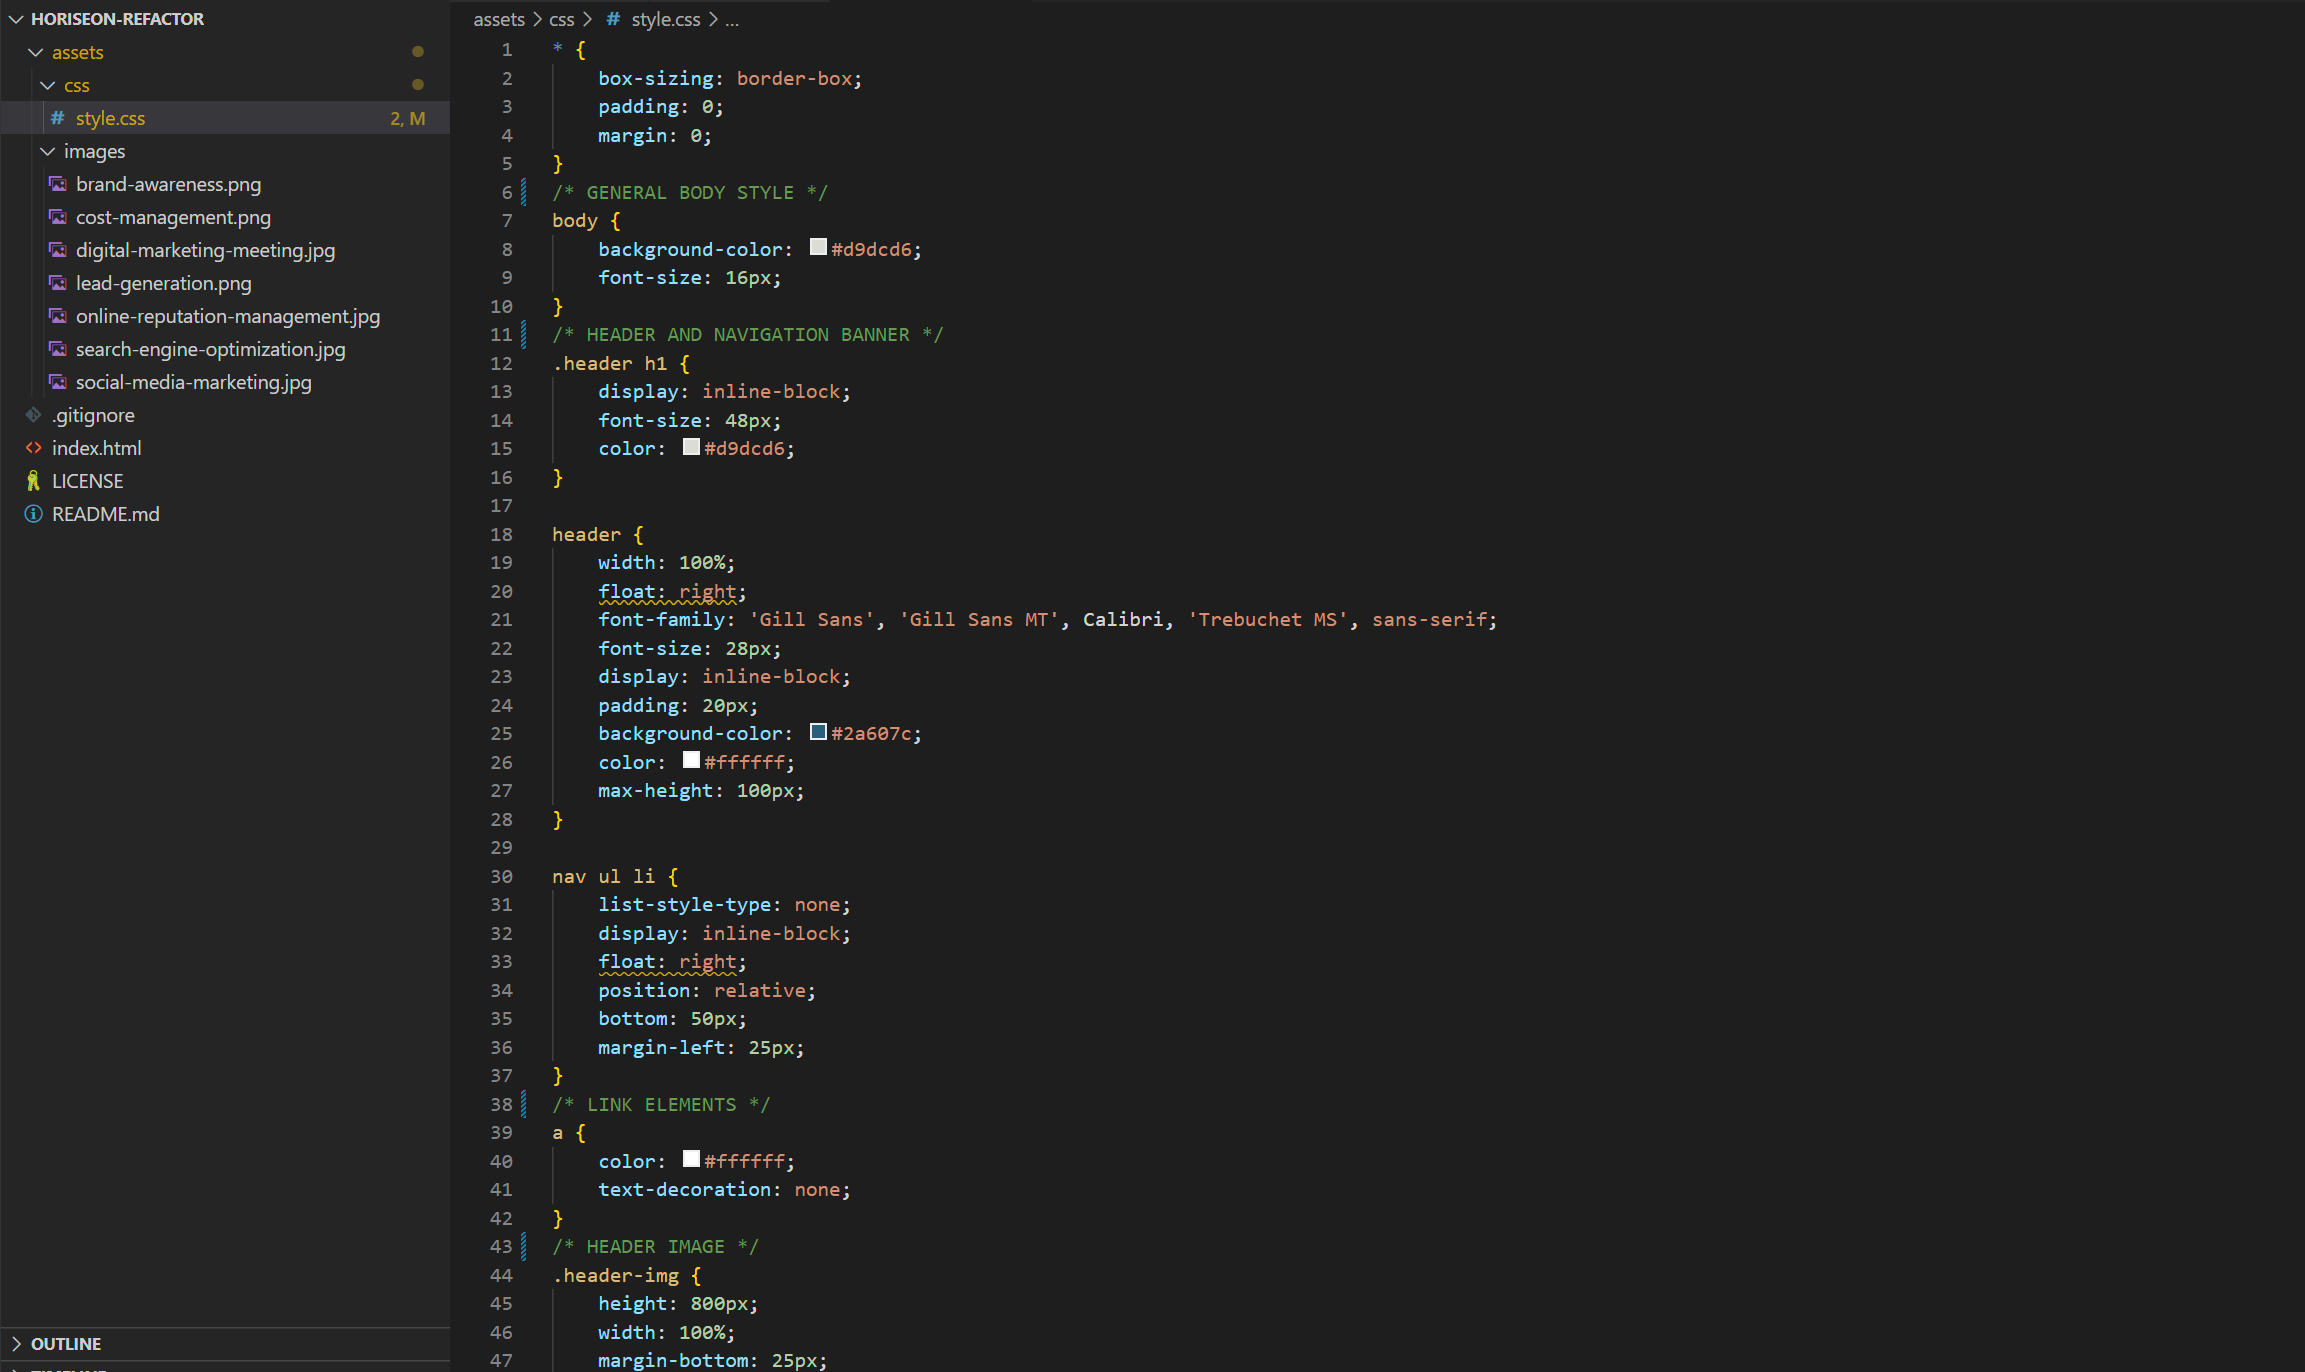 HORISEON-REFACTOR
assets
css
# style.css 2, M
images
brand-awareness.png
cost-management.png
digital-marketing-meeting.jpg
lead-generation.png
online-reputation-management.jpg
search-engine-optimization.jpg
social-media-marketing.jpg
.gitignore
index.html
LICENSE
README.md
OUTLINE
TIMELINE
assets > css > # style.css > ...
1 * {
2     box-sizing: border-box;
3     padding: 0;
4     margin: 0;
5 }
6 /* GENERAL BODY STYLE */
7 body {
8     background-color: #d9dcd6;
9     font-size: 16px;
10 }
11 /* HEADER AND NAVIGATION BANNER */
12 .header h1 {
13     display: inline-block;
14     font-size: 48px;
15     color: #d9dcd6;
16 }
17
18 header {
19     width: 100%;
20     float: right;
21     font-family: 'Gill Sans', 'Gill Sans MT', Calibri, 'Trebuchet MS', sans-serif;
22     font-size: 28px;
23     display: inline-block;
24     padding: 20px;
25     background-color: #2a607c;
26     color: #ffffff;
27     max-height: 100px;
28 }
29
30 nav ul li {
31     list-style-type: none;
32     display: inline-block;
33     float: right;
34     position: relative;
35     bottom: 50px;
36     margin-left: 25px;
37 }
38 /* LINK ELEMENTS */
39 a {
40     color: #ffffff;
41     text-decoration: none;
42 }
43 /* HEADER IMAGE */
44 .header-img {
45     height: 800px;
46     width: 100%;
47     margin-bottom: 25px;